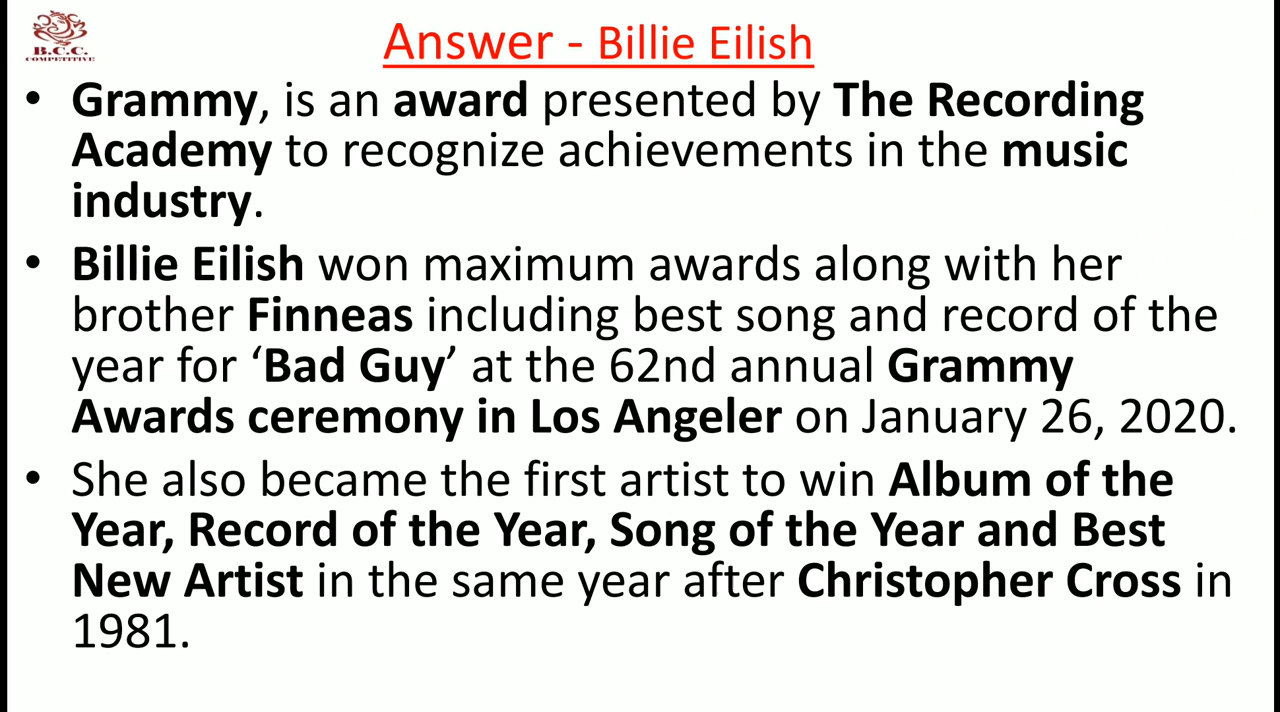 B.C.C.
COMPETITIVE
Answer - Billie Eilish
• Grammy, is an award presented by The Recording
Academy to recognize achievements in the music
industry.
• Billie Eilish won maximum awards along with her
brother Finneas including best song and record of the
year for ‘Bad Guy’ at the 62nd annual Grammy
Awards ceremony in Los Angeler on January 26, 2020.
• She also became the first artist to win Album of the
Year, Record of the Year, Song of the Year and Best
New Artist in the same year after Christopher Cross in
1981.